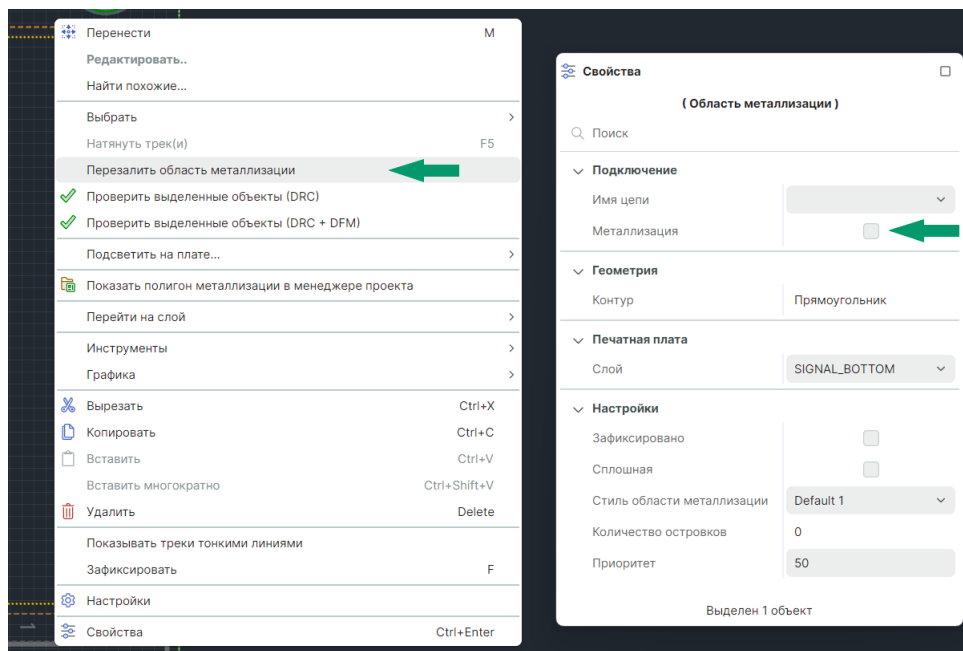 Перенести M
Редактировать..
Найти похожие...
Выбрать
Натянуть трек(и) F5
Перезалить область металлизации
Проверить выделенные объекты (DRC)
Проверить выделенные объекты (DRC + DFM)
Подсветить на плате...
Показать полигон металлизации в менеджере проекта
Перейти на слой
Инструменты
Графика
Вырезать Ctrl+X
Копировать Ctrl+C
Вставить Ctrl+V
Вставить многократно Ctrl+Shift+V
Удалить Delete
Показывать треки тонкими линиями
Зафиксировать F
Настройки
Свойства Ctrl+Enter
Свойства
( Область металлизации )
Поиск
Подключение
Имя цепи
Металлизация
Геометрия
Контур Прямоугольник
Печатная плата
Слой SIGNAL_BOTTOM
Настройки
Зафиксировано
Сплошная
Стиль области металлизации Default 1
Количество островков 0
Приоритет 50
Выделен 1 объект